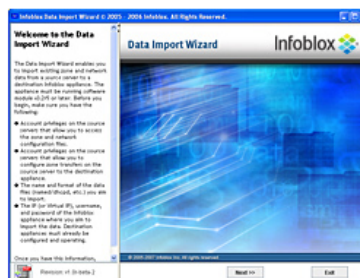 Infoblox Data Import Wizard © 2005 - 2006 Infoblox. All Rights Reserved.
Welcome to the Data
Import Wizard
The Data Import Wizard enables you
to import existing zone and network
data from a source server to a
destination Infoblox appliance. The
appliance must be running software
module
or later. Before you
begin, make sure you have the
following:
Account privileges on the source
servers that allow you to access
the zone and network
configuration files.
Account privileges on the source
servers that allow you to
configure zone transfers on the
source server to the destination
appliance.
The name and format of the data
files (named/dhcpd, etc.) you aim
to import.
The IP (or Virtual IP), username,
and password of the Infoblox
appliance where you aim to
import the data. Destination
appliances must already be
configured and operating.
Once you have this information,
Revision: v1.0r-beta-2
Data Import Wizard
Infoblox
© 2005-2007 Infoblox Inc. All rights reserved.
Next >>
Exit